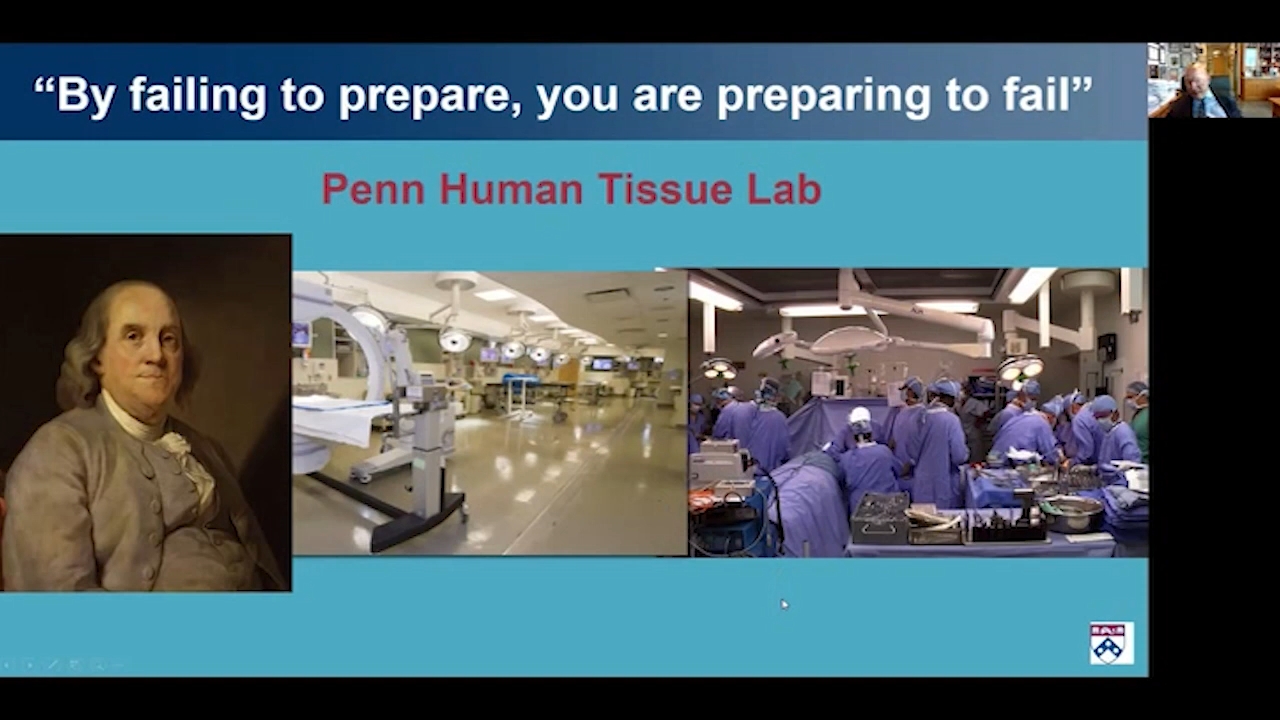 “By failing to prepare, you are preparing to fail”
Penn Human Tissue Lab